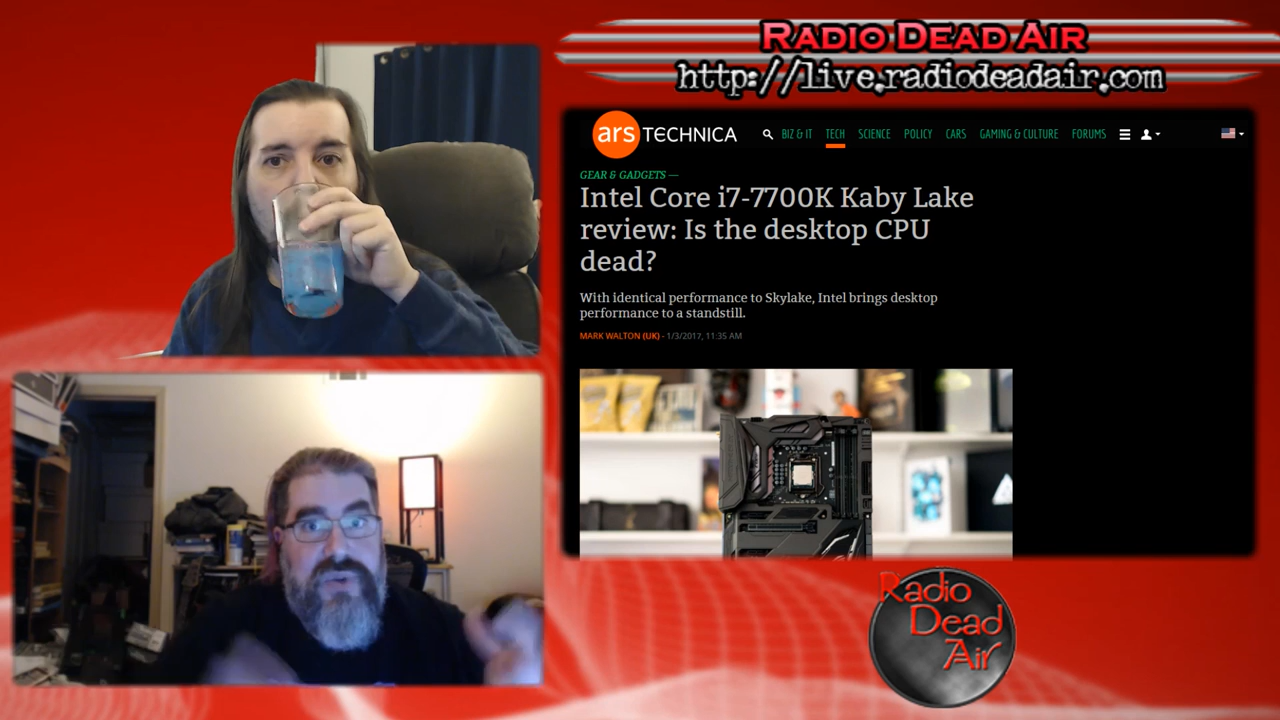 RADIO DEAD AIR
http://live.radiodeadair.com
ars TECHNICA BIZ & IT TECH SCIENCE POLICY CARS GAMING & CULTURE FORUMS
GEAR & GADGETS —
Intel Core i7-7700K Kaby Lake
review: Is the desktop CPU
dead?
With identical performance to Skylake, Intel brings desktop
performance to a standstill.
MARK WALTON (UK) - 1/3/2017, 11:35 AM
Radio
Dead
Air